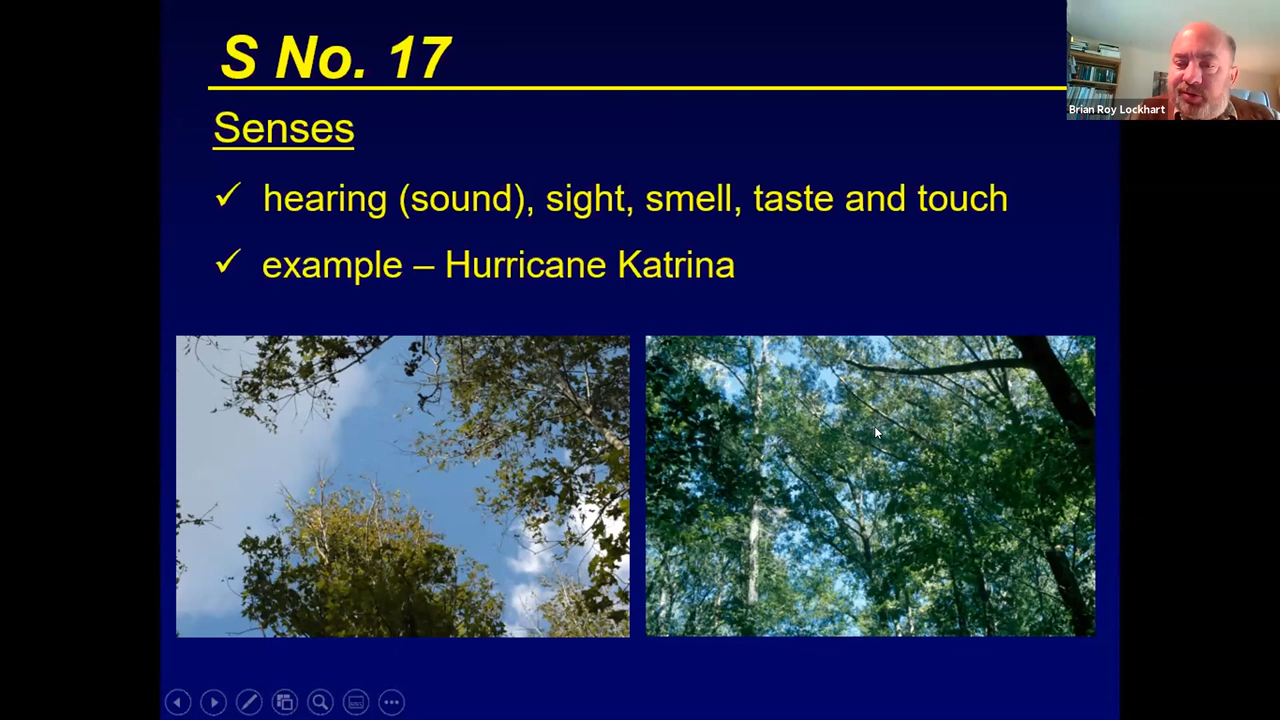 S No. 17
Senses
✓ hearing (sound), sight, smell, taste and touch
✓ example – Hurricane Katrina
Brian Roy Lockhart